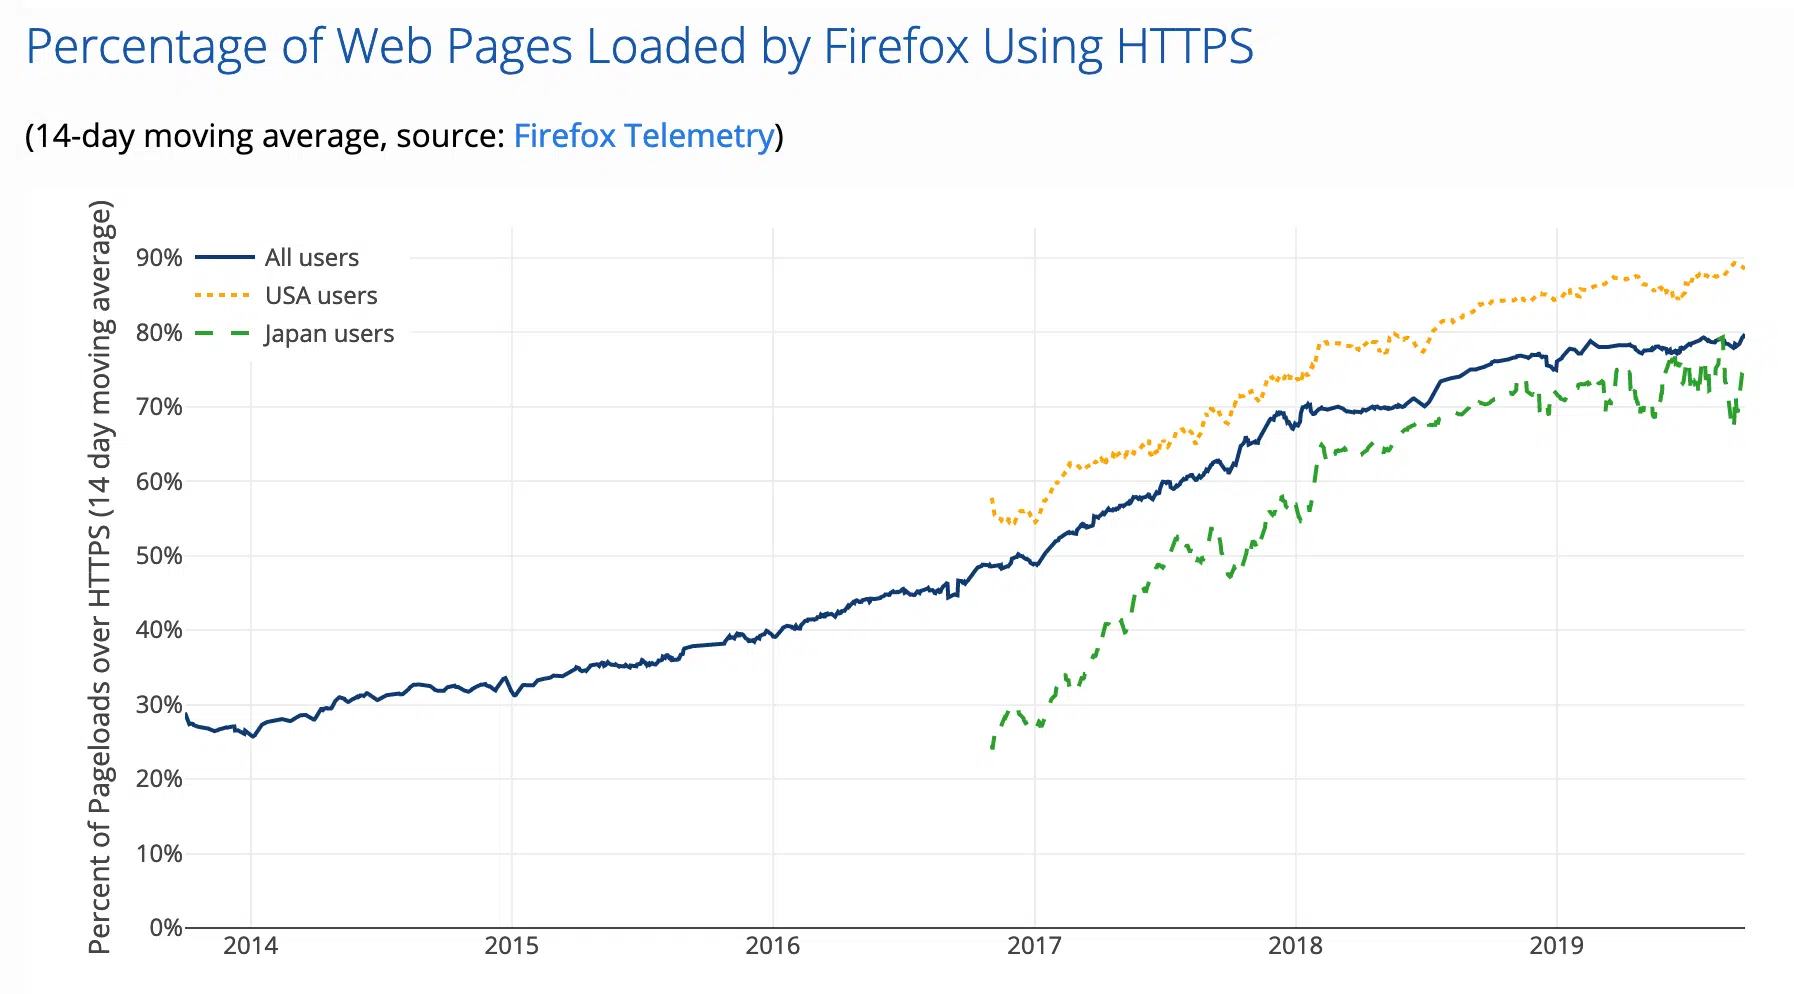 Percentage of Web Pages Loaded by Firefox Using HTTPS
(14-day moving average, source: Firefox Telemetry)
Percent of Pageloads over HTTPS (14 day moving average)
90%
80%
70%
60%
50%
40%
30%
20%
10%
0%
All users
USA users
Japan users
2014
2015
2016
2017
2018
2019